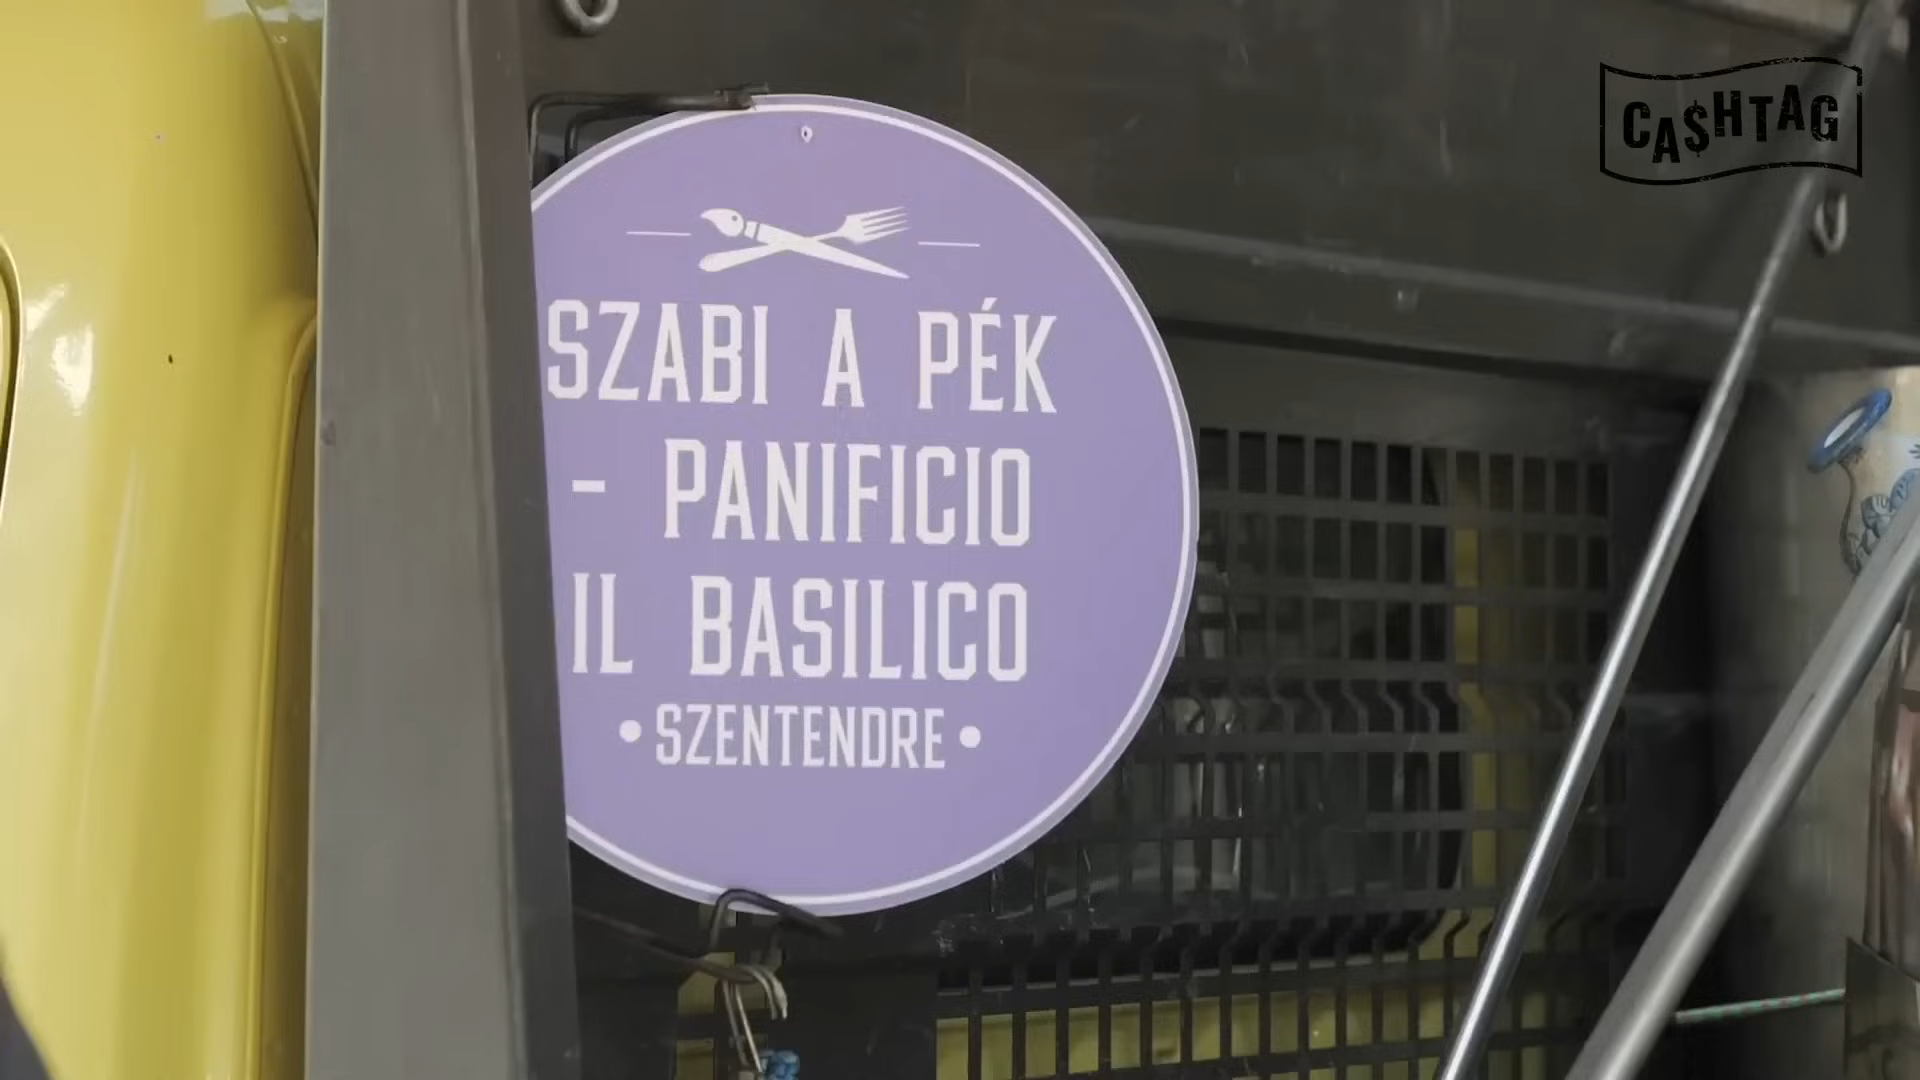 CA$HTAG
SZABI A PÉK
- PANIFICIO
IL BASILICO
• SZENTENDRE •